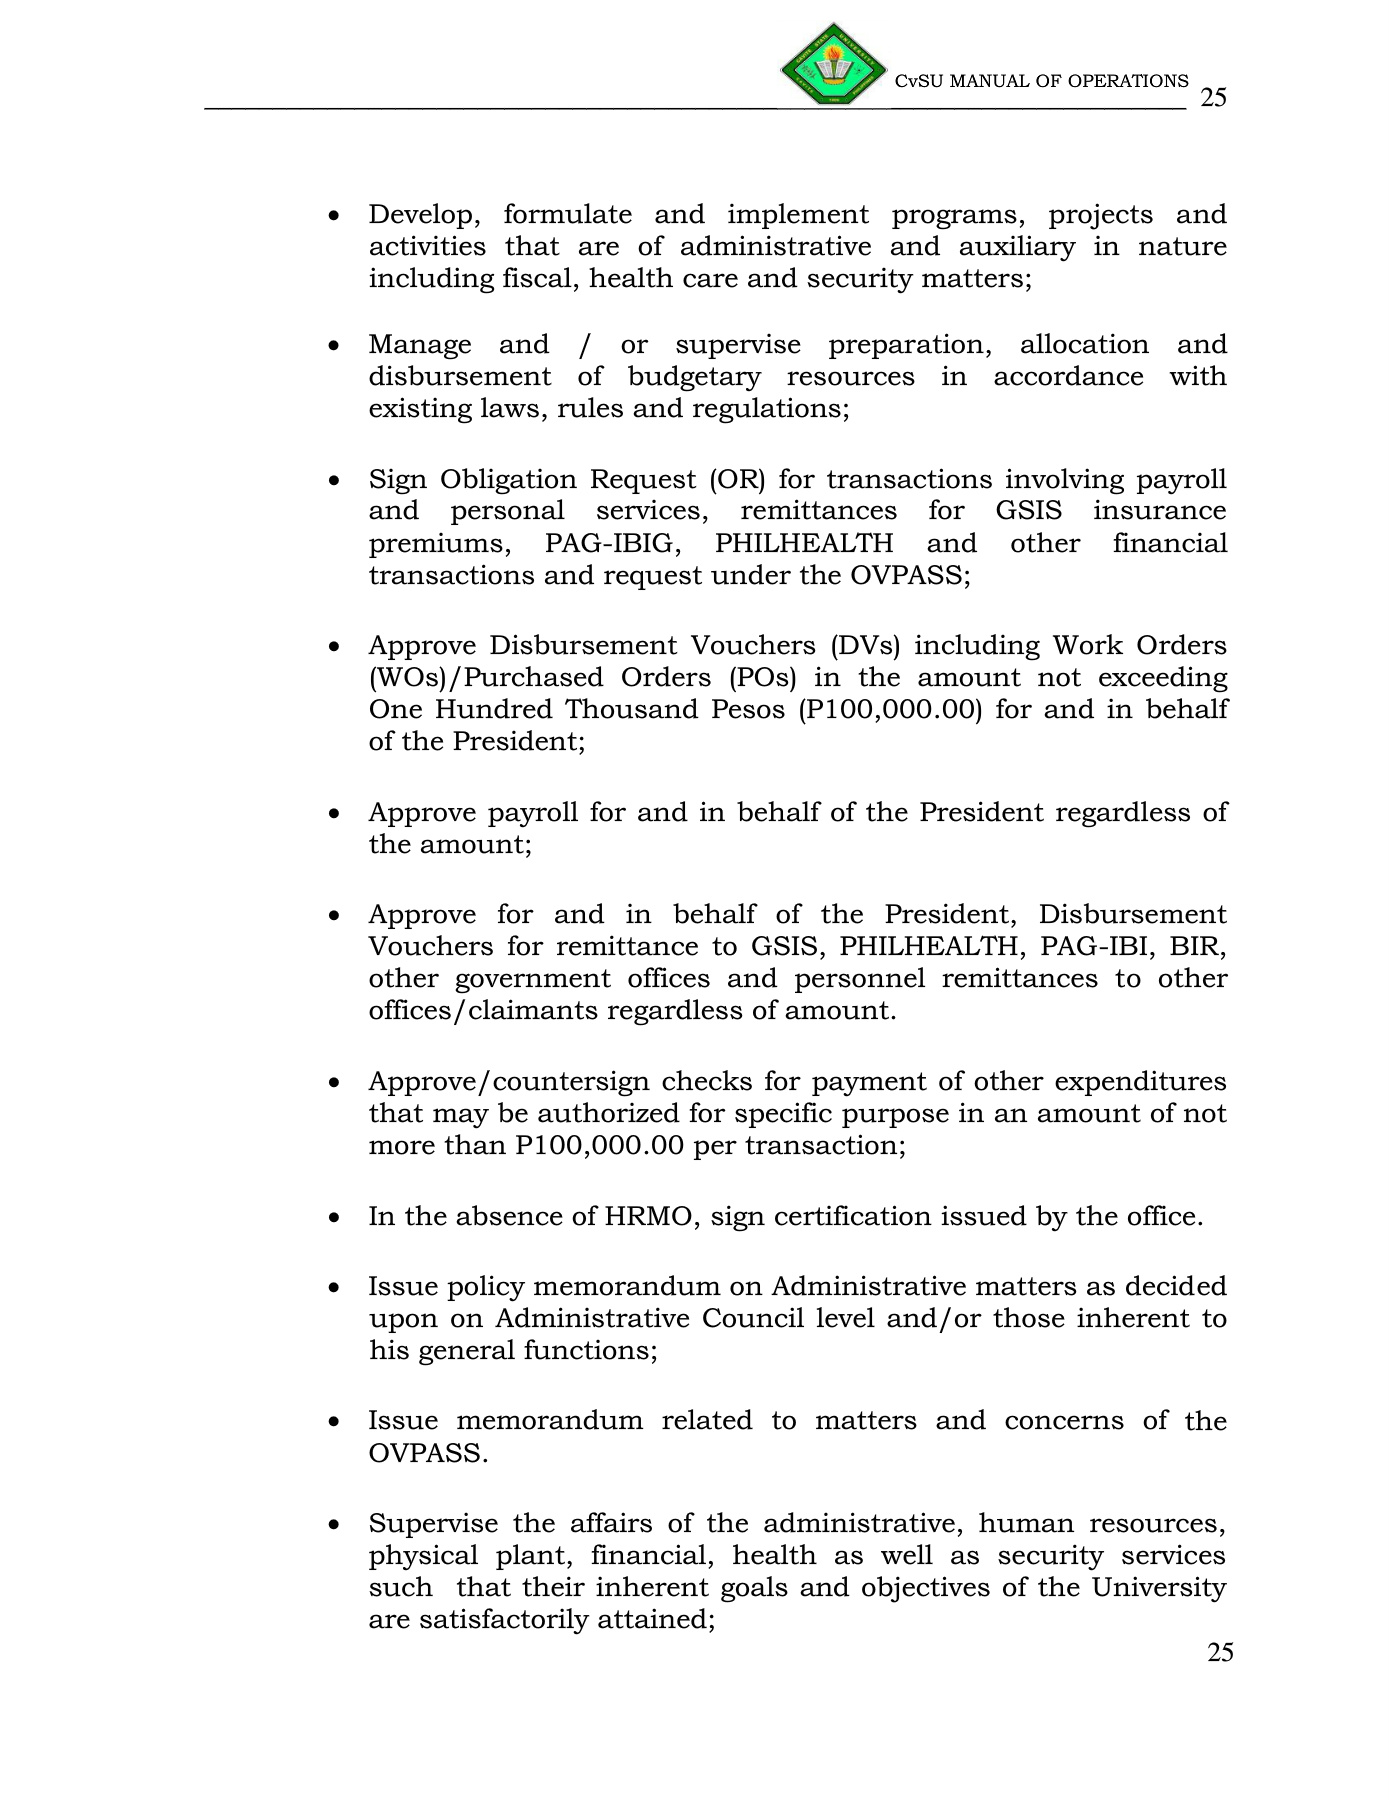 CvSU MANUAL OF OPERATIONS
25
• Develop, formulate and implement programs, projects and
activities that are of administrative and auxiliary in nature
including fiscal, health care and security matters;
• Manage and / or supervise preparation, allocation and
disbursement of budgetary resources in accordance with
existing laws, rules and regulations;
• Sign Obligation Request (OR) for transactions involving payroll
and personal services, remittances for GSIS insurance
premiums, PAG-IBIG, PHILHEALTH and other financial
transactions and request under the OVPASS;
• Approve Disbursement Vouchers (DVs) including Work Orders
(WOs)/Purchased Orders (POs) in the amount not exceeding
One Hundred Thousand Pesos (P100,000.00) for and in behalf
of the President;
• Approve payroll for and in behalf of the President regardless of
the amount;
• Approve for and in behalf of the President, Disbursement
Vouchers for remittance to GSIS, PHILHEALTH, PAG-IBI, BIR,
other government offices and personnel remittances to other
offices/claimants regardless of amount.
• Approve/countersign checks for payment of other expenditures
that may be authorized for specific purpose in an amount of not
more than P100,000.00 per transaction;
• In the absence of HRMO, sign certification issued by the office.
• Issue policy memorandum on Administrative matters as decided
upon on Administrative Council level and/or those inherent to
his general functions;
• Issue memorandum related to matters and concerns of the
OVPASS.
• Supervise the affairs of the administrative, human resources,
physical plant, financial, health as well as security services
such that their inherent goals and objectives of the University
are satisfactorily attained;
25